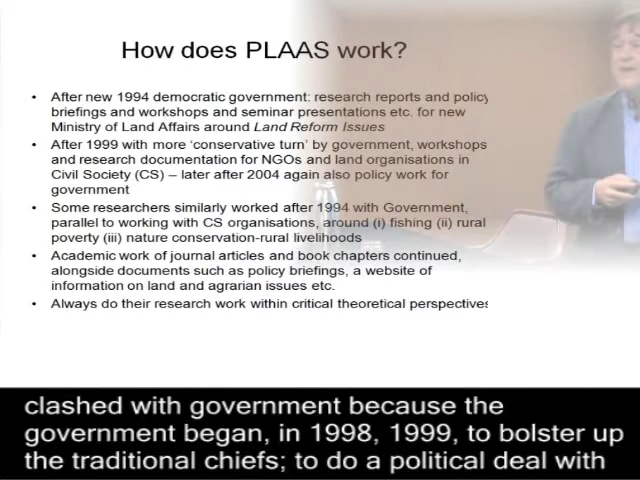 How does PLAAS work?
• After new 1994 democratic government: research reports and policy
briefings and workshops and seminar presentations etc. for new
Ministry of Land Affairs around Land Reform Issues
• After 1999 with more ‘conservative turn’ by government, workshops
and research documentation for NGOs and land organisations in
Civil Society (CS) – later after 2004 again also policy work for
government
• Some researchers similarly worked after 1994 with Government,
parallel to working with CS organisations, around (i) fishing (ii) rural
poverty (iii) nature conservation-rural livelihoods
• Academic work of journal articles and book chapters continued,
alongside documents such as policy briefings, a website of
information on land and agrarian issues etc.
• Always do their research work within critical theoretical perspectives
clashed with government because the
government began, in 1998, 1999, to bolster up
the traditional chiefs; to do a political deal with